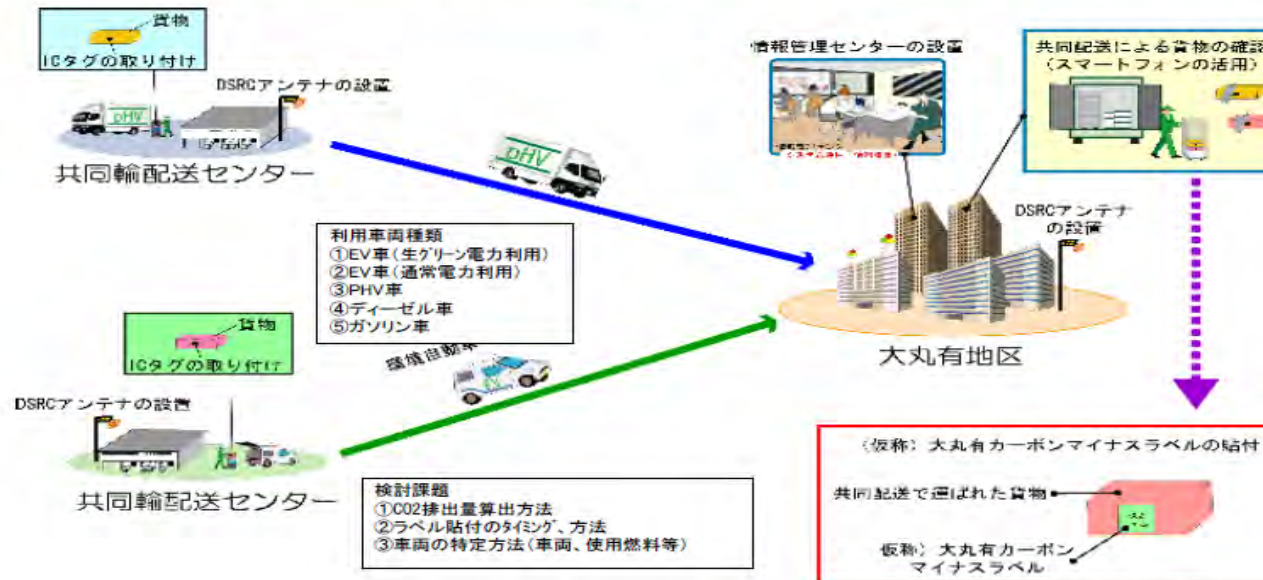 貨物
ICタグの取り付け
DSRCアンテナの設置
pHV
共同輸配送センター
pHV
情報管理センターの設置
共同配送による貨物の確認
(スマートフォンの活用)
DSRCアンテナ
の設置
大丸有地区
利用車両種類
①EV車(生グリーン電力利用)
②EV車(通常電力利用)
③PHV車
④ディーゼル車
⑤ガソリン車
環境自動車
EV
貨物
ICタグの取り付け
DSRCアンテナの設置
共同輸配送センター
検討課題
①CO2排出量算出方法
②ラベル貼付のタイミング、方法
③車両の特定方法(車両、使用燃料等)
(仮称)大丸有カーボンマイナスラベルの貼付
共同配送で運ばれた貨物
仮称)大丸有カーボン
マイナスラベル